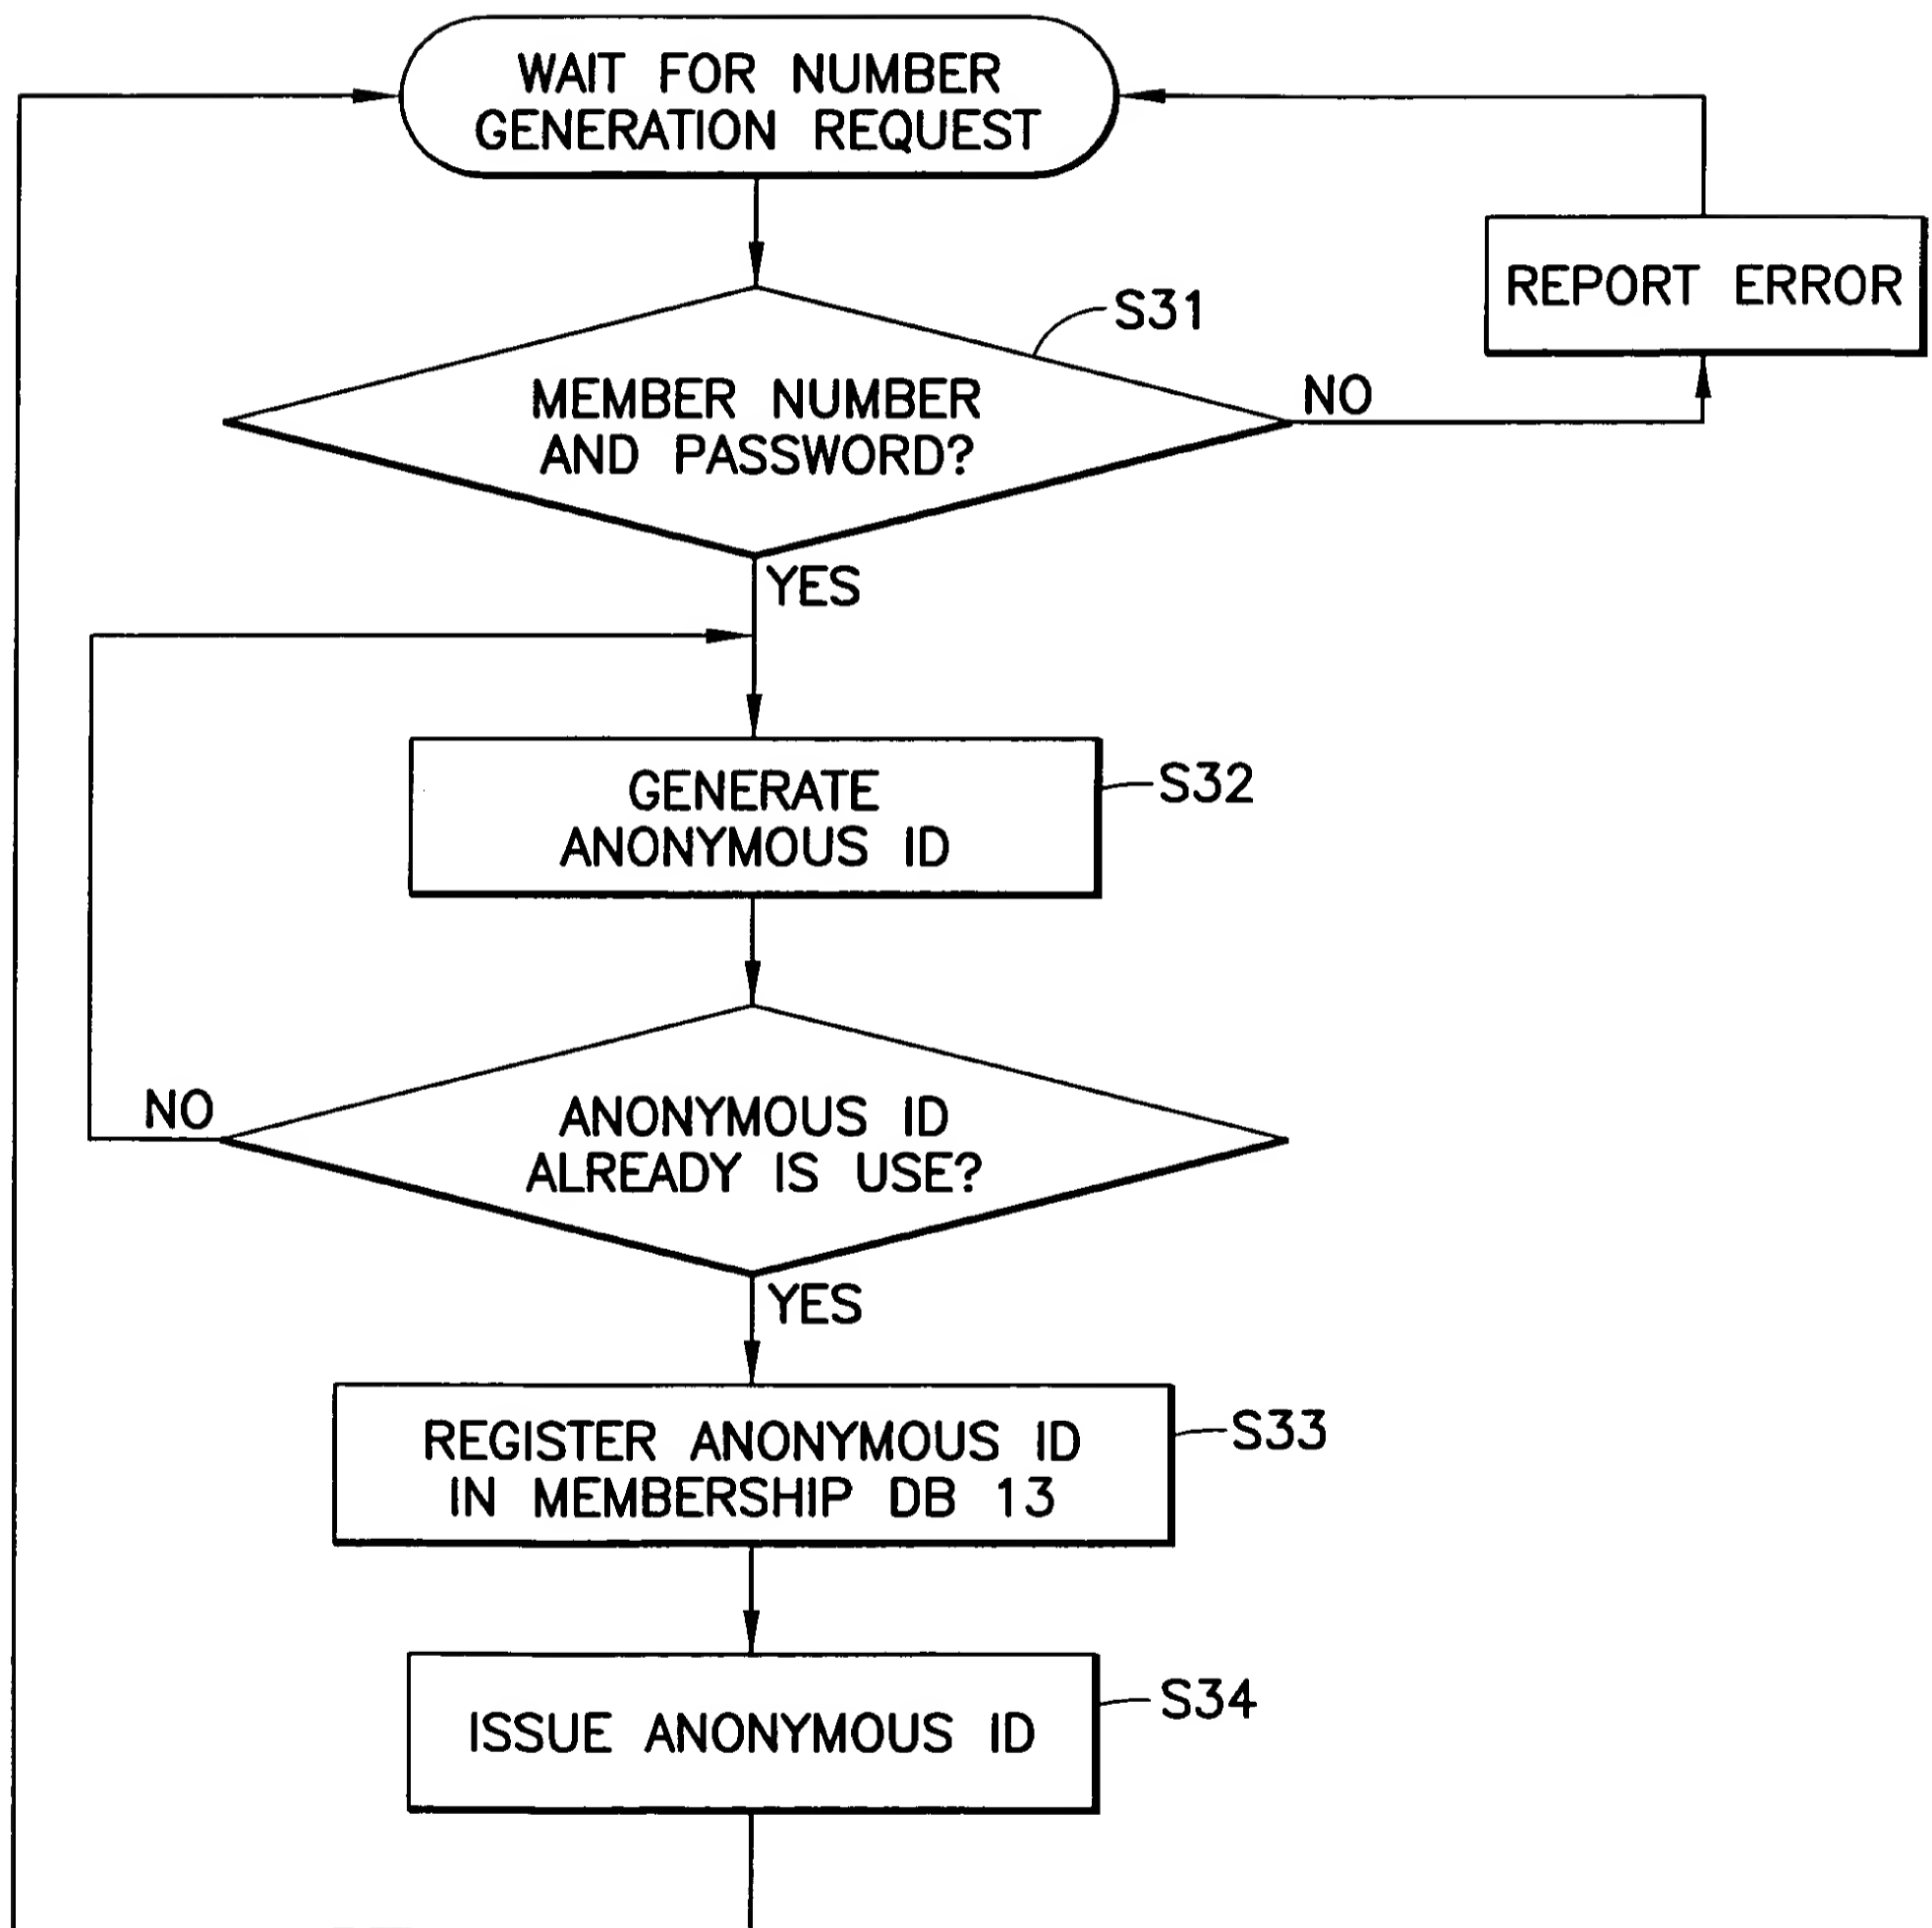 WAIT FOR NUMBER
GENERATION REQUEST
REPORT ERROR
S31
MEMBER NUMBER
AND PASSWORD?
NO
YES
GENERATE
ANONYMOUS ID
S32
NO
ANONYMOUS ID
ALREADY IS USE?
YES
REGISTER ANONYMOUS ID
IN MEMBERSHIP DB 13
S33
ISSUE ANONYMOUS ID
S34